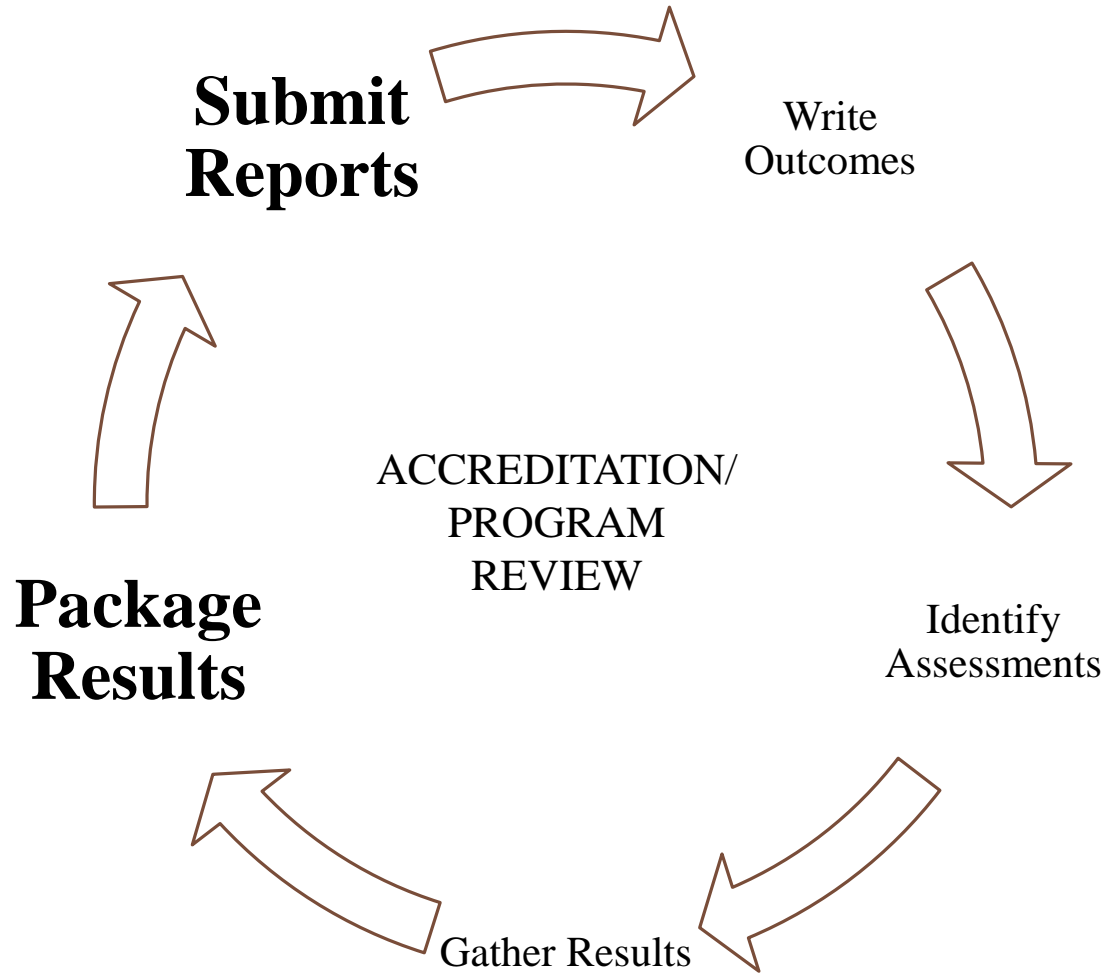 Submit
Reports
Write
Outcomes
ACCREDITATION/
PROGRAM
REVIEW
Package
Results
Identify
Assessments
Gather Results